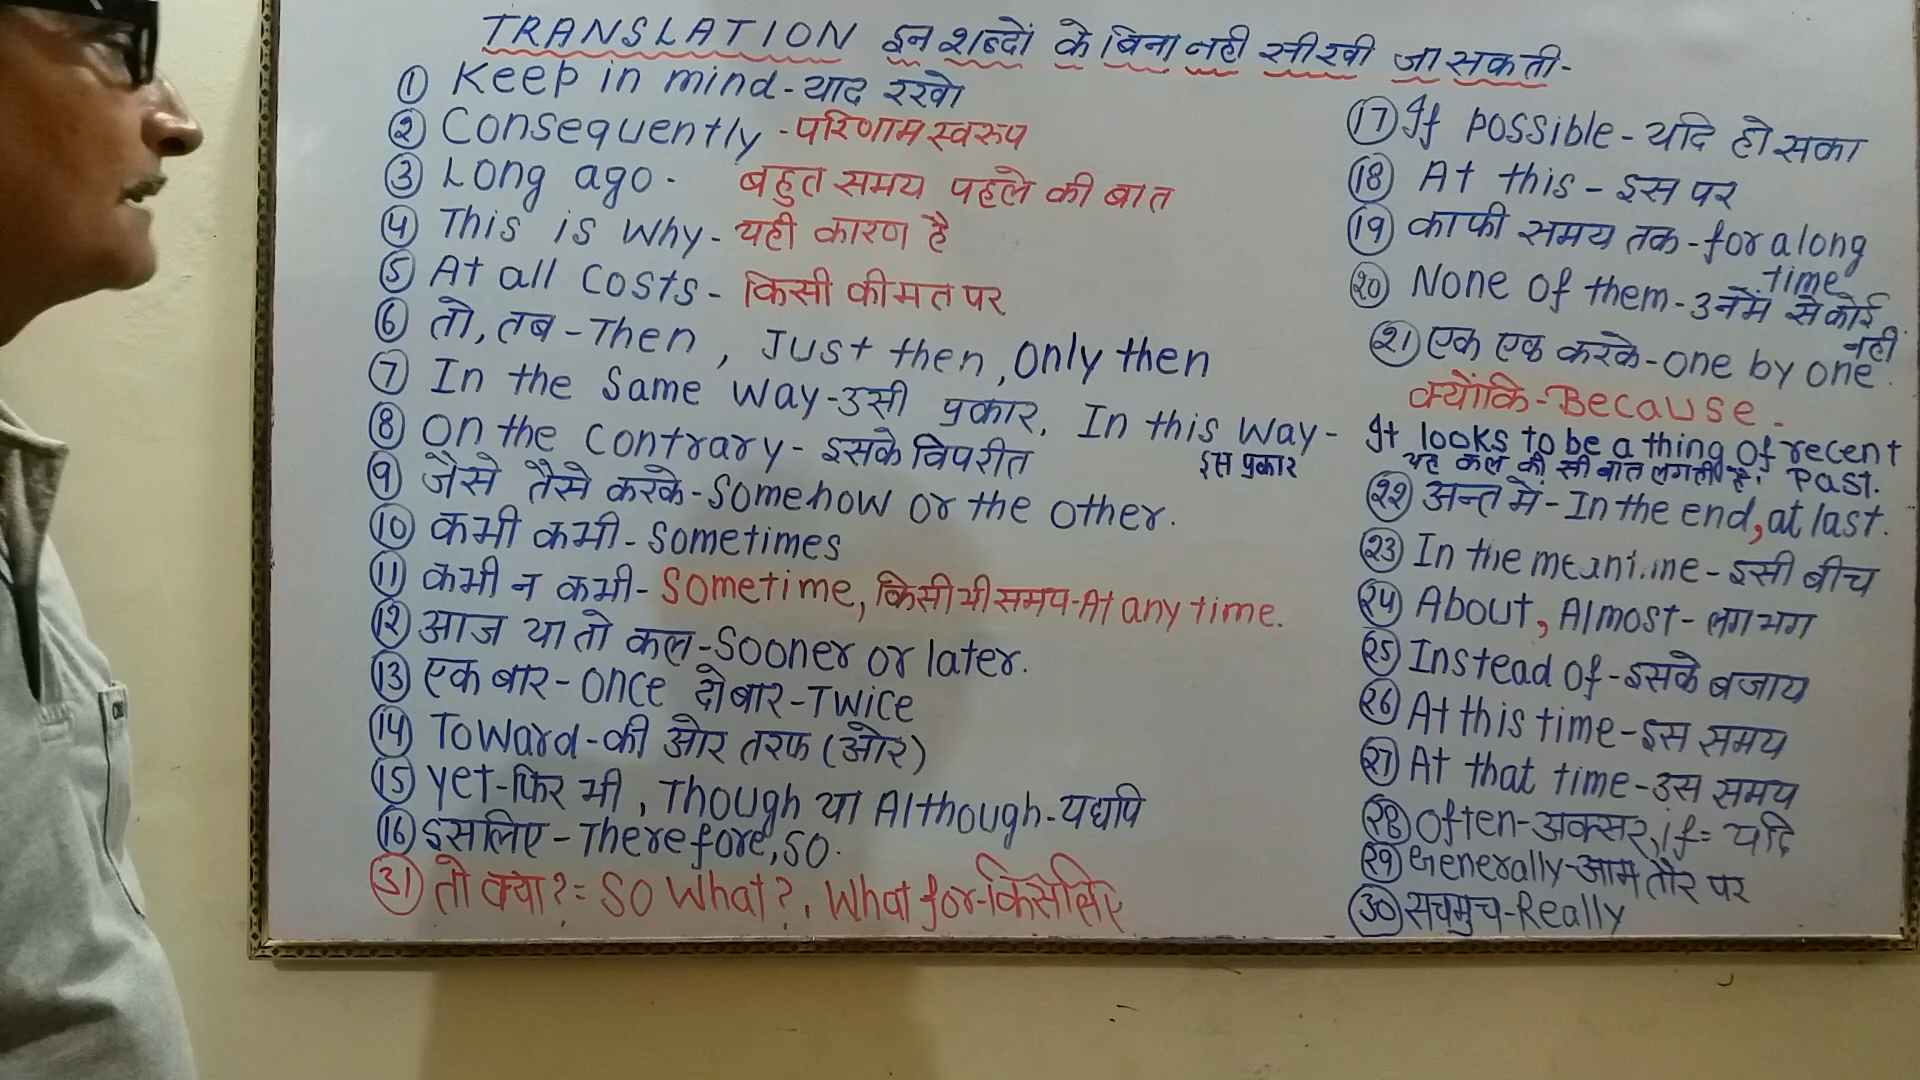 TRANSLATION इन शब्दों के बिना नही सीखी जा सकती-
① Keep in mind-याद रखो
② Consequently-परिणाम स्वरुप
③ Long ago- बहुत समय पहले की बात
④ This is Why-यही कारण है
⑤ At all Costs- किसी कीमत पर
⑥ तो, तब-Then, Just then, Only then
⑦ In the Same Way-उसी प्रकार, In this Way-
इस प्रकार
⑧ On the Contrary-इसके विपरीत
⑨ जैसे तैसे करके-Somehow Or the Other.
⑩ कभी कभी-Sometimes
⑪ कभी न कभी-Sometime, किसी भी समय-At any time.
⑫ आज या तो कल-Sooner Or later.
⑬ एक बार-Once दो बार-Twice
⑭ Toward-की ओर तरफ (ओर)
⑮ Yet-फिर भी, Though या Although-यद्यपि
⑯ इसलिए-Therefore, SO.
㉛ तो क्या?= SO What?, What for-किसलिए
⑰ If Possible-यदि हो सका
⑱ At this-इस पर
⑲ काफी समय तक-for a long
time
⑳ None of them-उनमें से कोई
नही
㉑ एक एक करके-One by One.
क्योंकि-Because.
It looks to be a thing Of recent
यह कल की सी बात लगती है. Past.
㉒ अन्त में-In the end, at last.
㉓ In the meantime-इसी बीच
㉔ About, Almost-लगभग
㉕ Instead Of-इसके बजाय
㉖ At this time-इस समय
㉗ At that time-उस समय
㉘ Often-अक्सर, if= यदि
㉙ Generally-आम तौर पर
㉚ सचमुच-Really